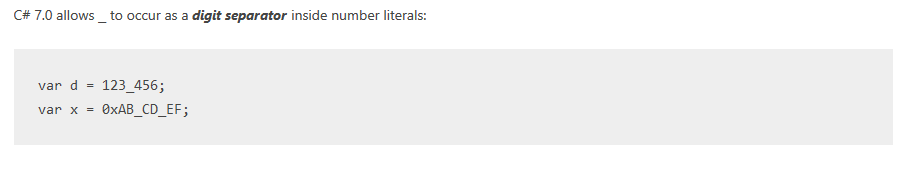 C# 7.0 allows _ to occur as a digit separator inside number literals:
var d = 123_456;
var x = 0xAB_CD_EF;